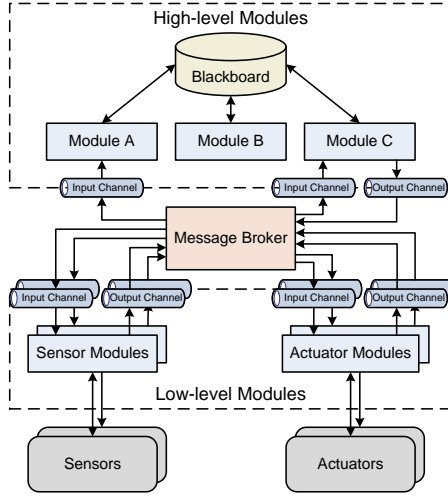 High-level Modules
Blackboard
Module A
Module B
Module C
Input Channel
Input Channel
Output Channel
Message Broker
Input Channel
Output Channel
Input Channel
Output Channel
Sensor Modules
Actuator Modules
Low-level Modules
Sensors
Actuators